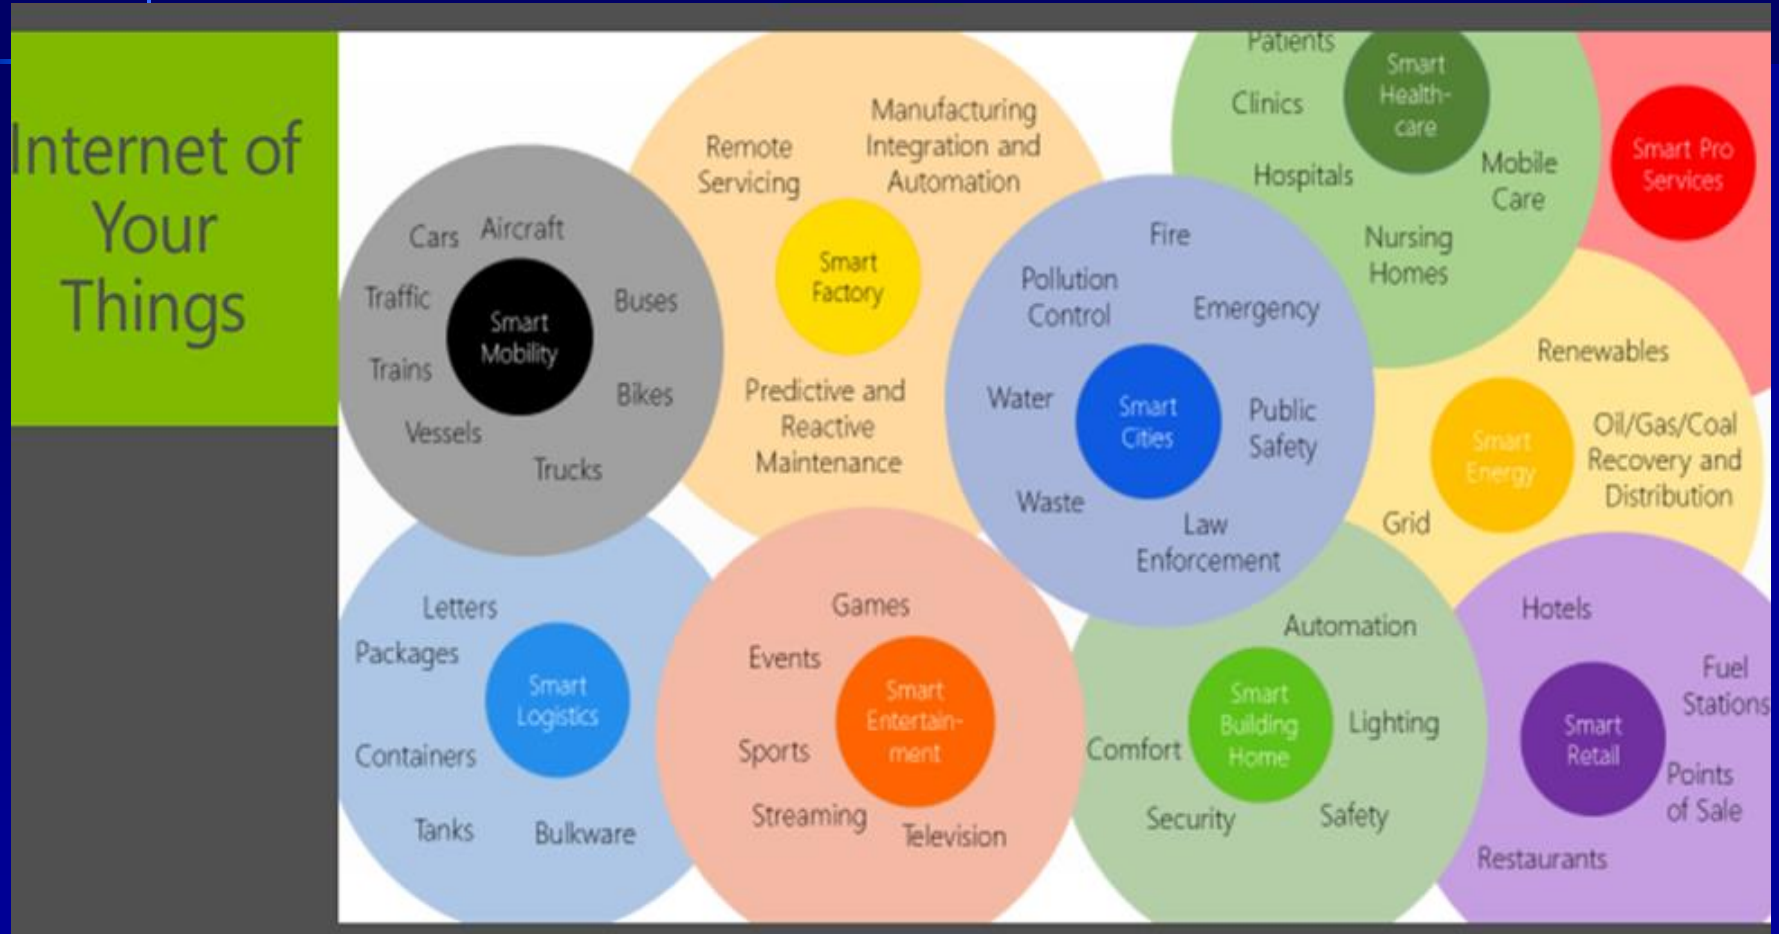 Internet of
Your
Things
Cars
Aircraft
Traffic
Buses
Smart
Mobility
Trains
Bikes
Vessels
Trucks
Remote
Servicing
Manufacturing
Integration and
Automation
Smart
Factory
Predictive and
Reactive
Maintenance
Fire
Pollution
Control
Emergency
Water
Smart
Cities
Public
Safety
Waste
Law
Enforcement
Patients
Smart
Health-
care
Clinics
Hospitals
Mobile
Care
Nursing
Homes
Smart Pro
Services
Renewables
Smart
Energy
Oil/Gas/Coal
Recovery and
Distribution
Grid
Letters
Packages
Smart
Logistics
Containers
Tanks
Bulkware
Games
Events
Smart
Entertain-
ment
Sports
Streaming
Television
Automation
Smart
Building
Home
Lighting
Comfort
Security
Safety
Hotels
Fuel
Stations
Smart
Retail
Points
of Sale
Restaurants